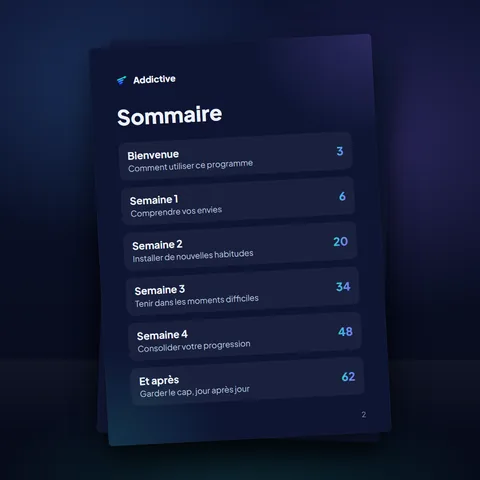 Addictive
Sommaire
Bienvenue
Comment utiliser ce programme
3
Semaine 1
Comprendre vos envies
6
Semaine 2
Installer de nouvelles habitudes
20
Semaine 3
Tenir dans les moments difficiles
34
Semaine 4
Consolider votre progression
48
Et après
Garder le cap, jour après jour
62
2